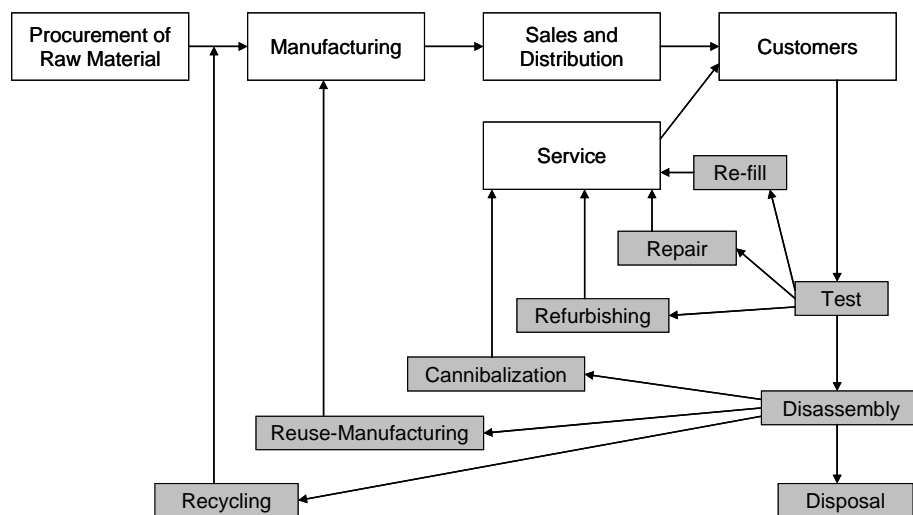 Procurement of
Raw Material
Manufacturing
Sales and
Distribution
Customers
Service
Re-fill
Repair
Test
Refurbishing
Cannibalization
Disassembly
Reuse-Manufacturing
Recycling
Disposal